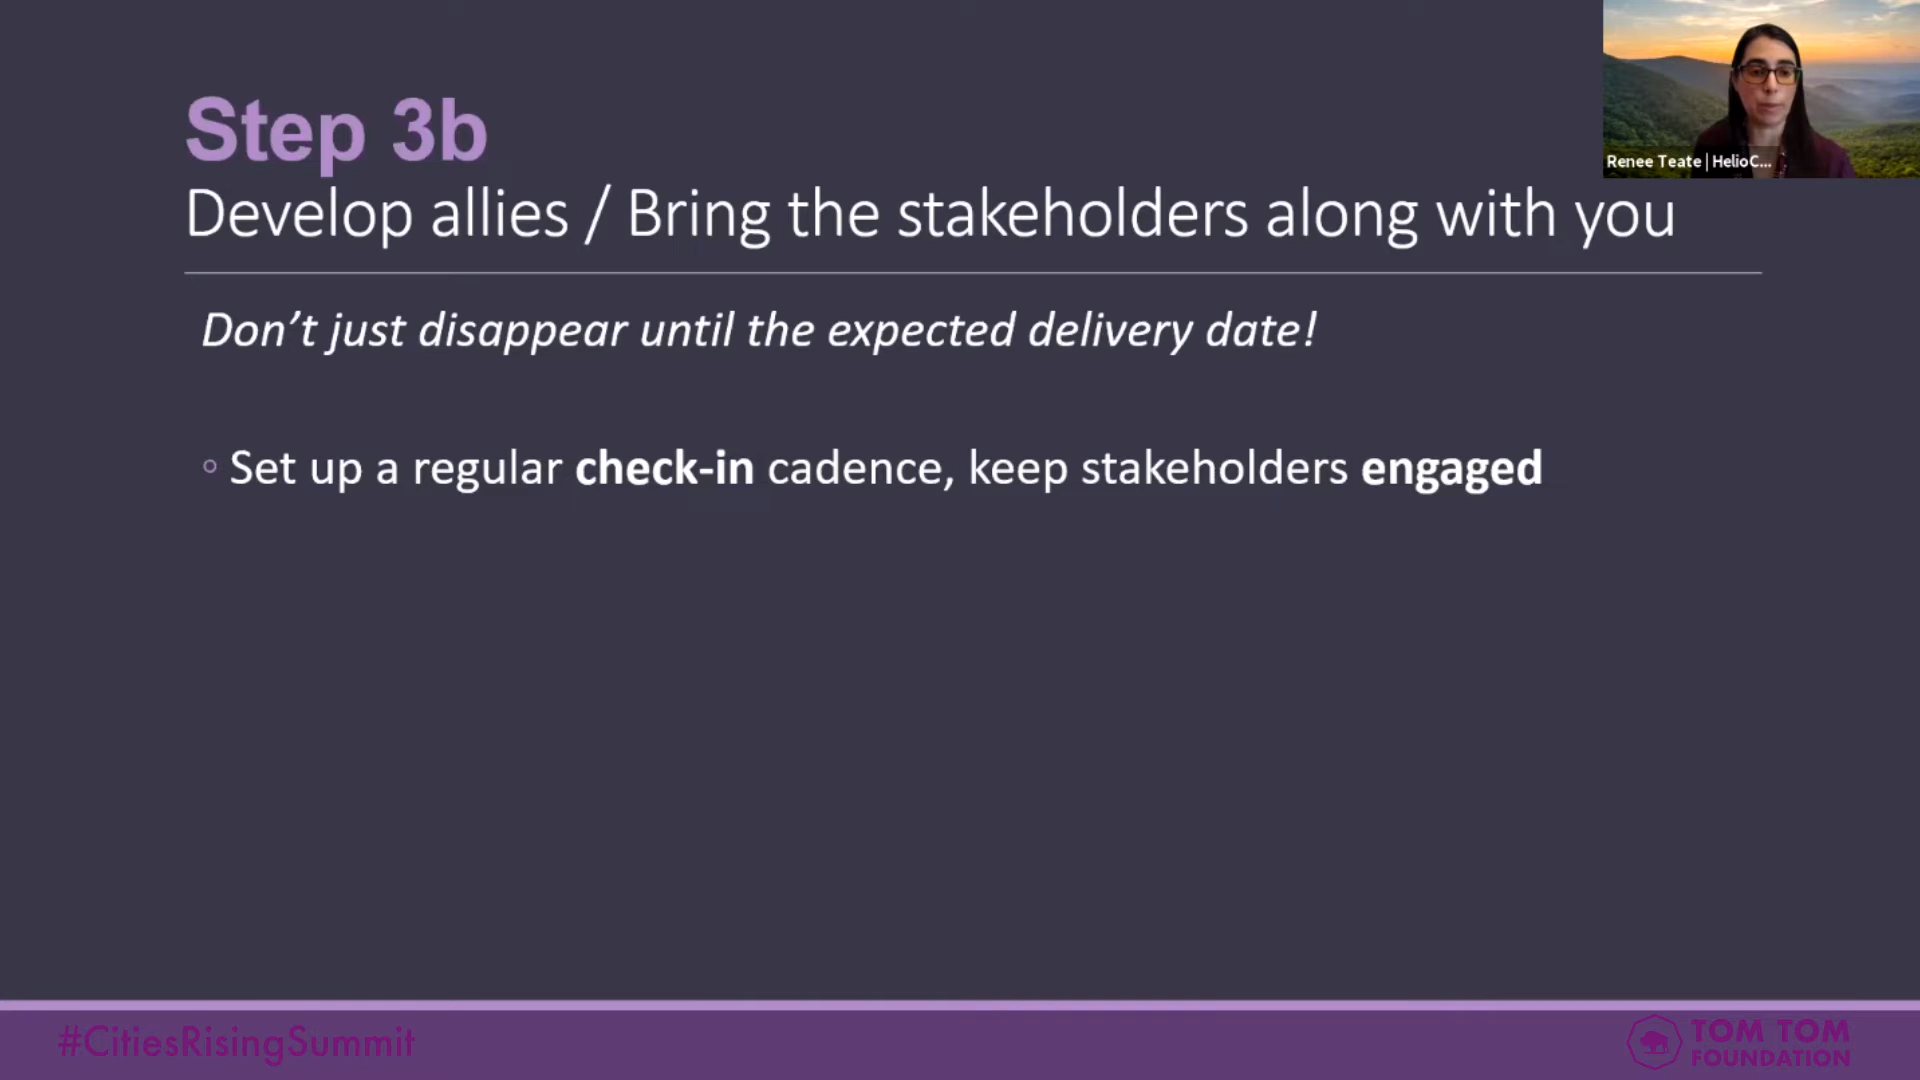 Step 3b
Develop allies / Bring the stakeholders along with you
Don’t just disappear until the expected delivery date!
◦ Set up a regular check-in cadence, keep stakeholders engaged
Renee Teate | HelioC...
#CitiesRisingSummit
TOM TOM
FOUNDATION